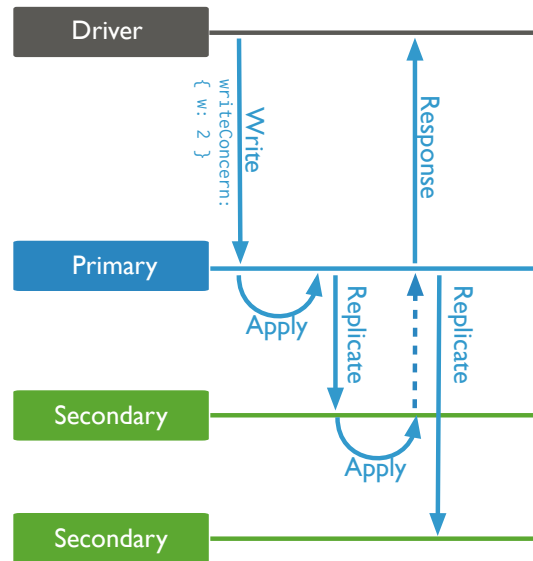 Driver
Write
writeConcern:
{ w: 2 }
Response
Primary
Apply
Replicate
Replicate
Secondary
Apply
Secondary